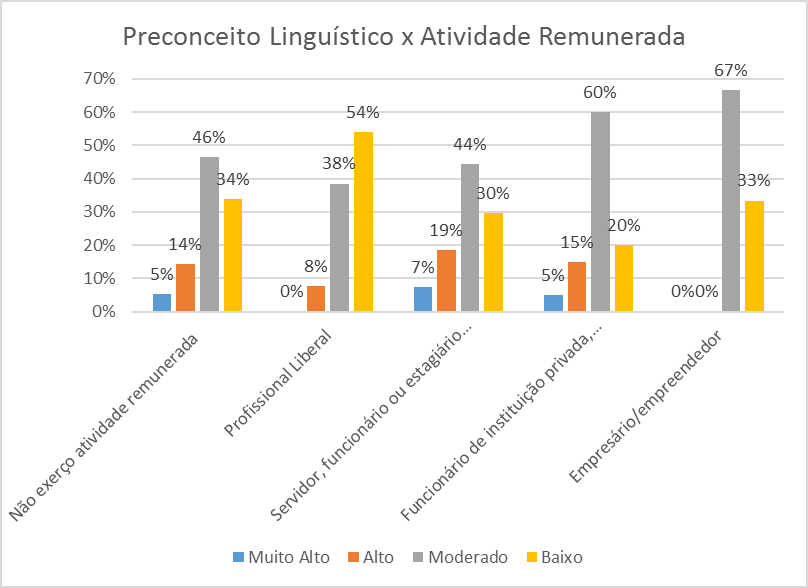 Preconceito Linguístico x Atividade Remunerada
70%
60%
50%
40%
30%
20%
10%
0%
5%
14%
46%
34%
0%
8%
38%
54%
7%
19%
44%
30%
5%
15%
60%
20%
0%
0%
67%
33%
Não exerço atividade remunerada
Profissional Liberal
Servidor, funcionário ou estagiário...
Funcionário de instituição privada,...
Empresário/empreendedor
Muito Alto
Alto
Moderado
Baixo